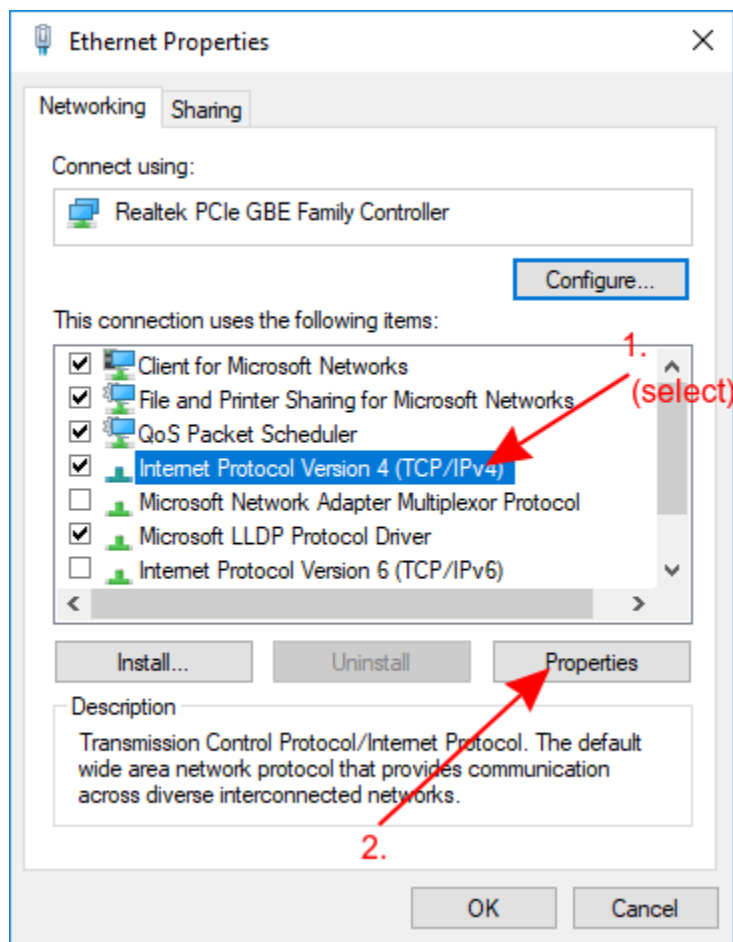 Ethernet Properties
Networking
Sharing
Connect using:
Realtek PCIe GBE Family Controller
Configure...
This connection uses the following items:
1.
(select)
Client for Microsoft Networks
File and Printer Sharing for Microsoft Networks
QoS Packet Scheduler
Internet Protocol Version 4 (TCP/IPv4)
Microsoft Network Adapter Multiplexor Protocol
Microsoft LLDP Protocol Driver
Internet Protocol Version 6 (TCP/IPv6)
Install...
Uninstall
Properties
Description
Transmission Control Protocol/Internet Protocol. The default
wide area network protocol that provides communication
across diverse interconnected networks.
2.
OK
Cancel